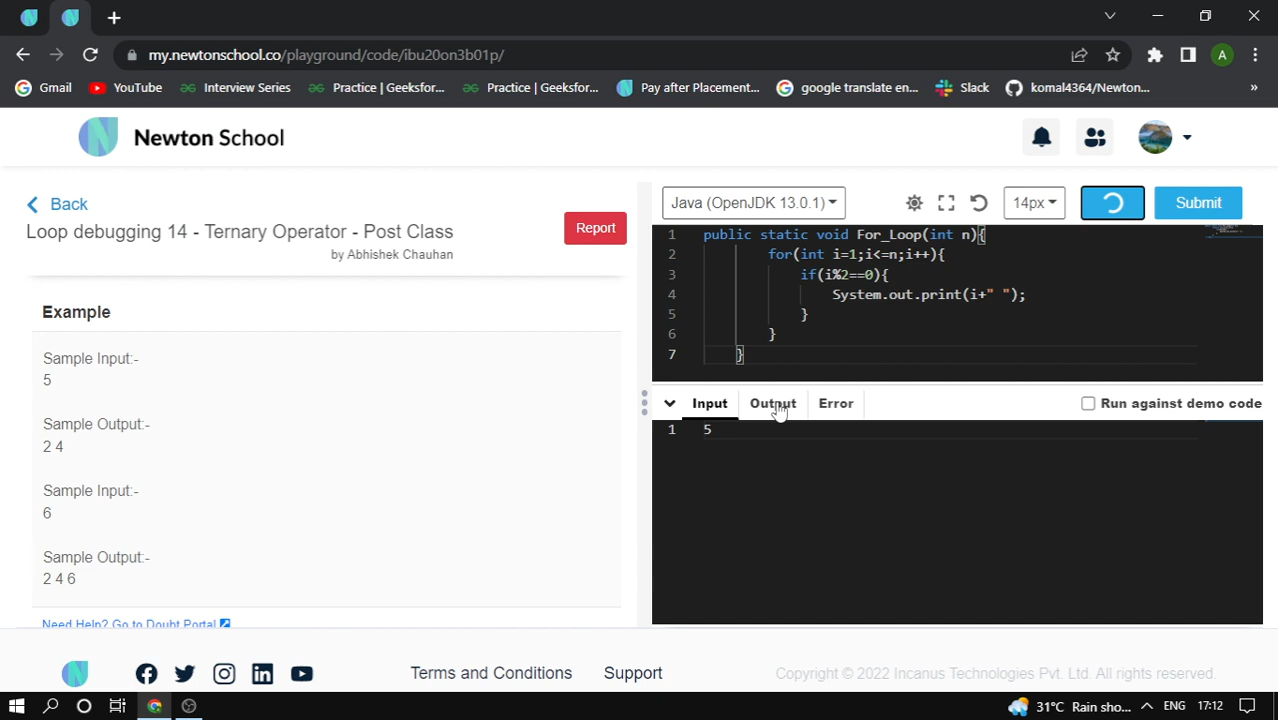 my.newtonschool.co/playground/code/ibu20on3b01p/
A
Gmail
YouTube
Interview Series
Practice | Geeksfor...
Practice | Geeksfor...
Pay after Placement...
google translate en...
Slack
komal4364/Newton...
»
Newton School
Back
Loop debugging 14 - Ternary Operator - Post Class
by Abhishek Chauhan
Report
Example
Sample Input:-
5
Sample Output:-
2 4
Sample Input:-
6
Sample Output:-
2 4 6
Need Help? Go to Doubt Portal
Java (OpenJDK 13.0.1)
14px
Submit
1 public static void For_Loop(int n){
2 for(int i=1;i<=n;i++){
3 if(i%2==0){
4 System.out.print(i+" ");
5 }
6 }
7 }
Input
Output
Error
Run against demo code
1 5
Terms and Conditions
Support
Copyright © 2022 Incanus Technologies Pvt. Ltd. All rights reserved.
31°C Rain sho...
ENG
17:12